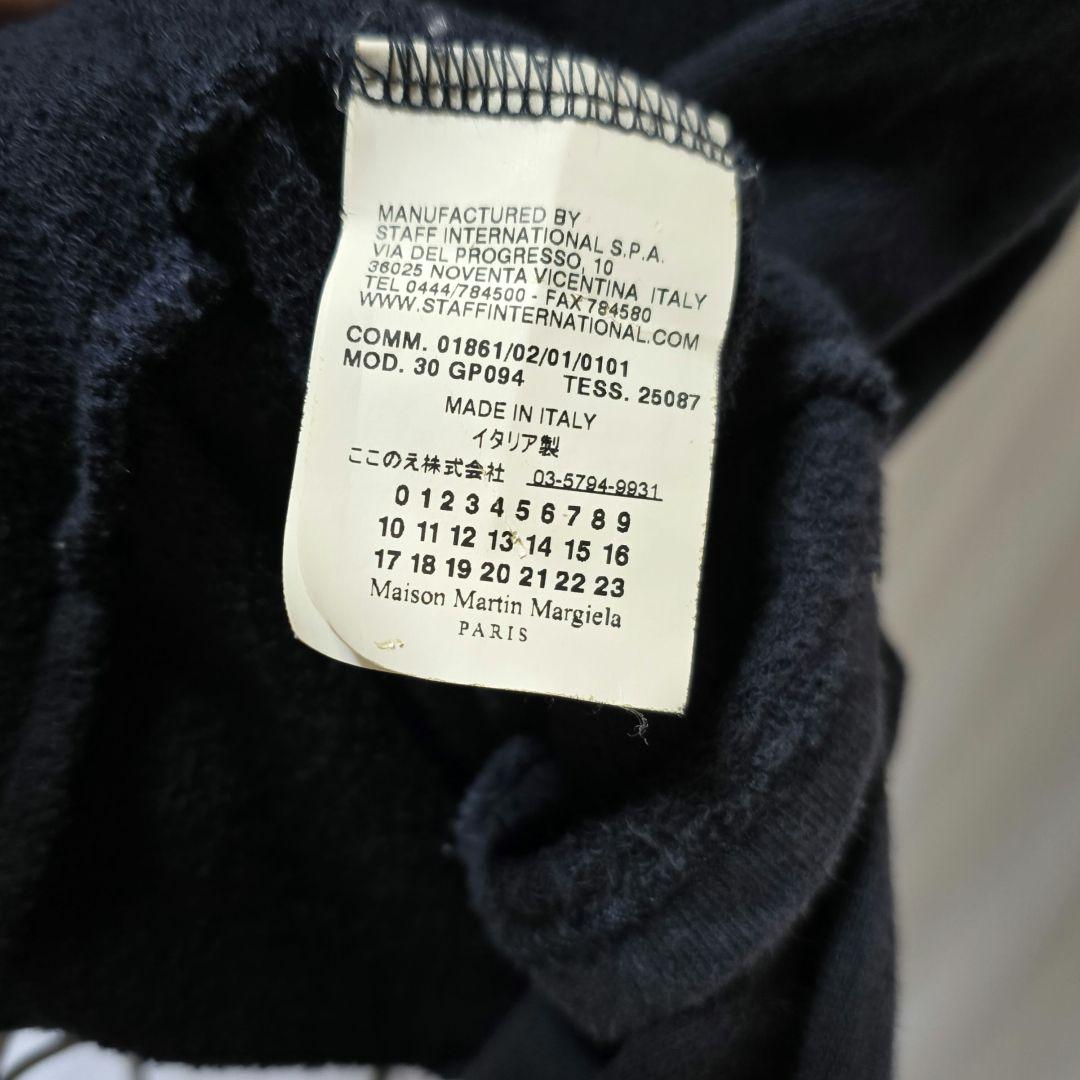 MANUFACTURED BY
STAFF INTERNATIONAL S.P.A.
VIA DEL PROGRESSO, 10
36025 NOVENTA VICENTINA ITALY
TEL 0444/784500 - FAX 784580
WWW.STAFFINTERNATIONAL.COM
COMM. 01861/02/01/0101
MOD. 30 GP094 TESS. 25087
MADE IN ITALY
イタリア製
ここのえ株式会社 03-5794-9931
0 1 2 3 4 5 6 7 8 9
10 11 12 13 14 15 16
17 18 19 20 21 22 23
Maison Martin Margiela
PARIS